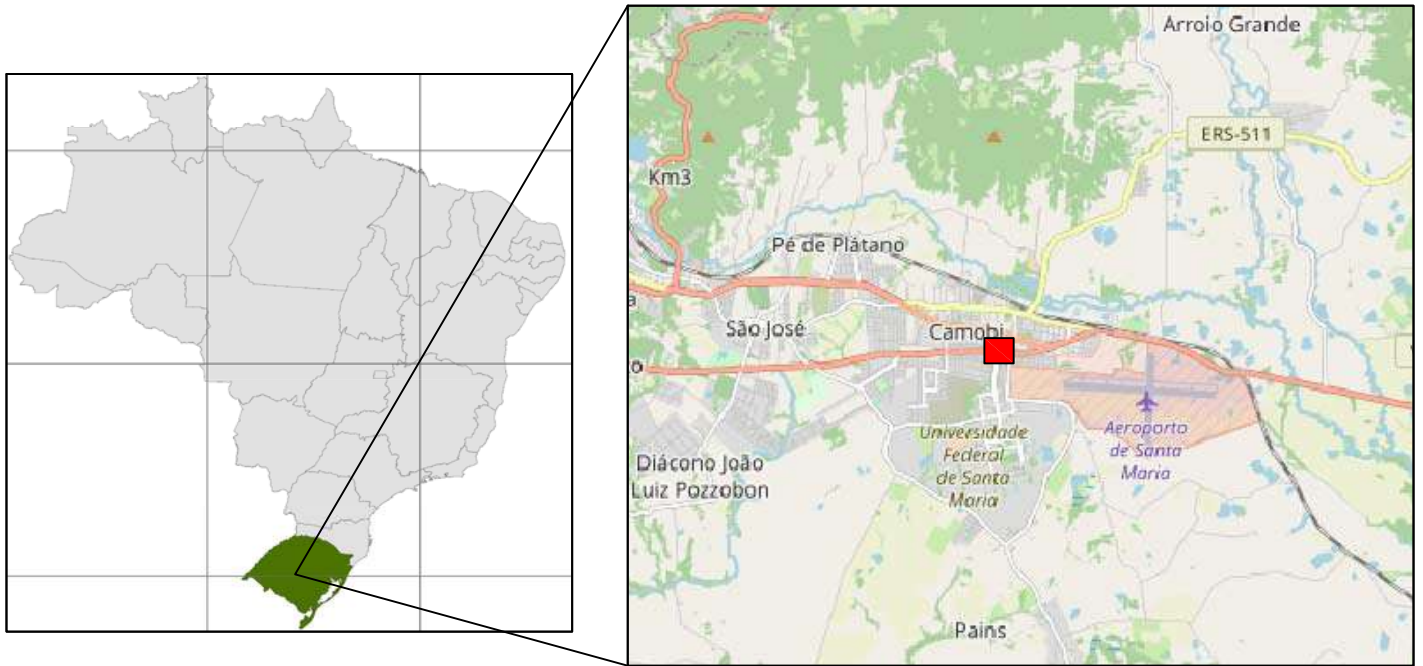 Arroio Grande
ERS-511
Km3
Pé de Plátano
São José
Camobi
Universidade
Federal
de Santa
Maria
Aeroporto
de Santa
Maria
Diácono João
Luiz Pozzobon
Pains